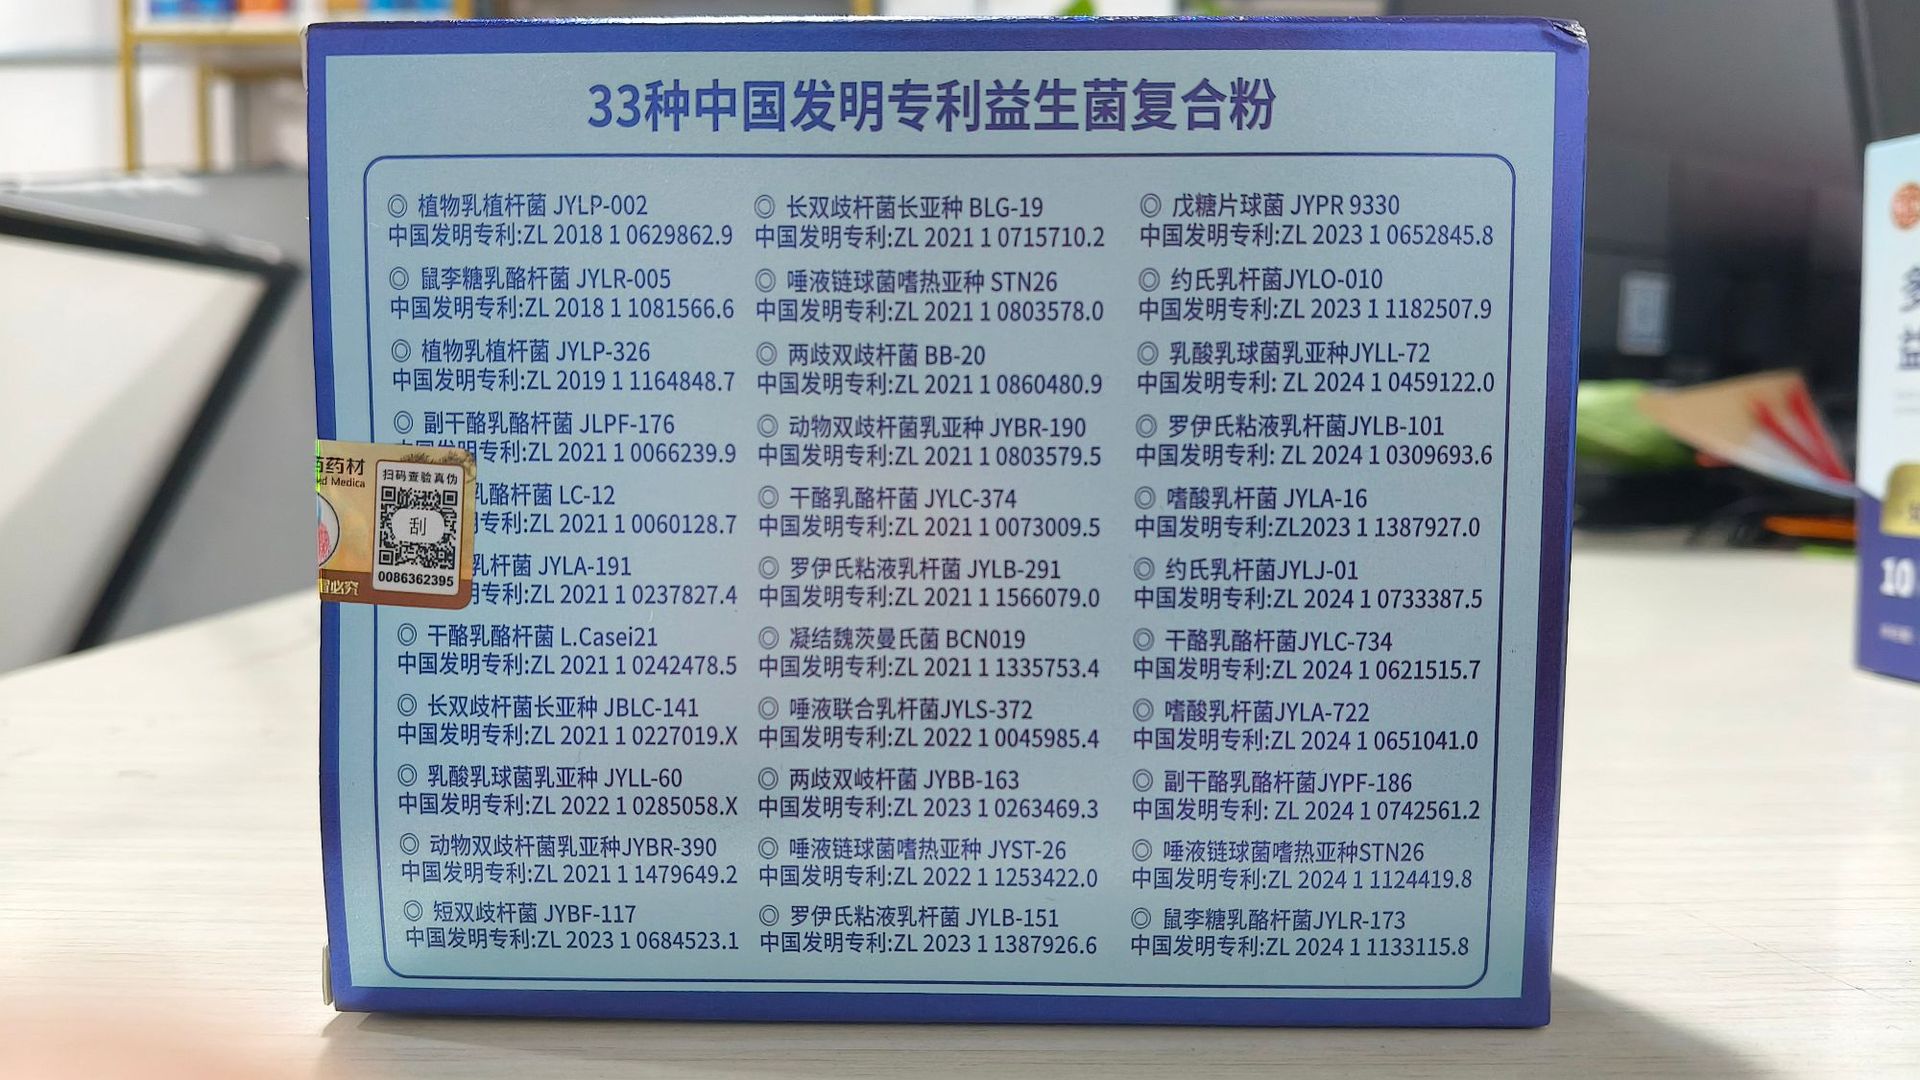 33种中国发明专利益生菌复合粉
◎ 植物乳植杆菌 JYLP-002
中国发明专利:ZL 2018 1 0629862.9
◎ 鼠李糖乳酪杆菌 JYLR-005
中国发明专利:ZL 2018 1 1081566.6
◎ 植物乳植杆菌 JYLP-326
中国发明专利:ZL 2019 1 1164848.7
◎ 副干酪乳酪杆菌 JLPF-176
中国发明专利:ZL 2021 1 0066239.9
乳酪杆菌 LC-12
专利:ZL 2021 1 0060128.7
乳杆菌 JYLA-191
专利:ZL 2021 1 0237827.4
◎ 干酪乳酪杆菌 L.Casei21
中国发明专利:ZL 2021 1 0242478.5
◎ 长双歧杆菌长亚种 JBLC-141
中国发明专利:ZL 2021 1 0227019.X
◎ 乳酸乳球菌乳亚种 JYLL-60
中国发明专利:ZL 2022 1 0285058.X
◎ 动物双歧杆菌乳亚种JYBR-390
中国发明专利:ZL 2021 1 1479649.2
◎ 短双歧杆菌 JYBF-117
中国发明专利:ZL 2023 1 0684523.1
◎ 长双歧杆菌长亚种 BLG-19
中国发明专利:ZL 2021 1 0715710.2
◎ 唾液链球菌嗜热亚种 STN26
中国发明专利:ZL 2021 1 0803578.0
◎ 两歧双歧杆菌 BB-20
中国发明专利:ZL 2021 1 0860480.9
◎ 动物双歧杆菌乳亚种 JYBR-190
中国发明专利:ZL 2021 1 0803579.5
◎ 干酪乳酪杆菌 JYLC-374
中国发明专利:ZL 2021 1 0073009.5
◎ 罗伊氏粘液乳杆菌 JYLB-291
中国发明专利:ZL 2021 1 1566079.0
◎ 凝结魏茨曼氏菌 BCN019
中国发明专利:ZL 2021 1 1335753.4
◎ 唾液联合乳杆菌JYLS-372
中国发明专利:ZL 2022 1 0045985.4
◎ 两歧双岐杆菌 JYBB-163
中国发明专利:ZL 2023 1 0263469.3
◎ 唾液链球菌嗜热亚种 JYST-26
中国发明专利:ZL 2022 1 1253422.0
◎ 罗伊氏粘液乳杆菌 JYLB-151
中国发明专利:ZL 2023 1 1387926.6
◎ 戊糖片球菌 JYPR 9330
中国发明专利:ZL 2023 1 0652845.8
◎ 约氏乳杆菌JYLO-010
中国发明专利:ZL 2023 1 1182507.9
◎ 乳酸乳球菌乳亚种JYLL-72
中国发明专利: ZL 2024 1 0459122.0
◎ 罗伊氏粘液乳杆菌JYLB-101
中国发明专利: ZL 2024 1 0309693.6
◎ 嗜酸乳杆菌 JYLA-16
中国发明专利:ZL2023 1 1387927.0
◎ 约氏乳杆菌JYLJ-01
中国发明专利:ZL 2024 1 0733387.5
◎ 干酪乳酪杆菌JYLC-734
中国发明专利:ZL 2024 1 0621515.7
◎ 嗜酸乳杆菌JYLA-722
中国发明专利:ZL 2024 1 0651041.0
◎ 副干酪乳酪杆菌JYPF-186
中国发明专利: ZL 2024 1 0742561.2
◎ 唾液链球菌嗜热亚种STN26
中国发明专利:ZL 2024 1 1124419.8
◎ 鼠李糖乳酪杆菌JYLR-173
中国发明专利:ZL 2024 1 1133115.8
药材
Medica
扫码查验真伪
刮
0086362395
必究
10